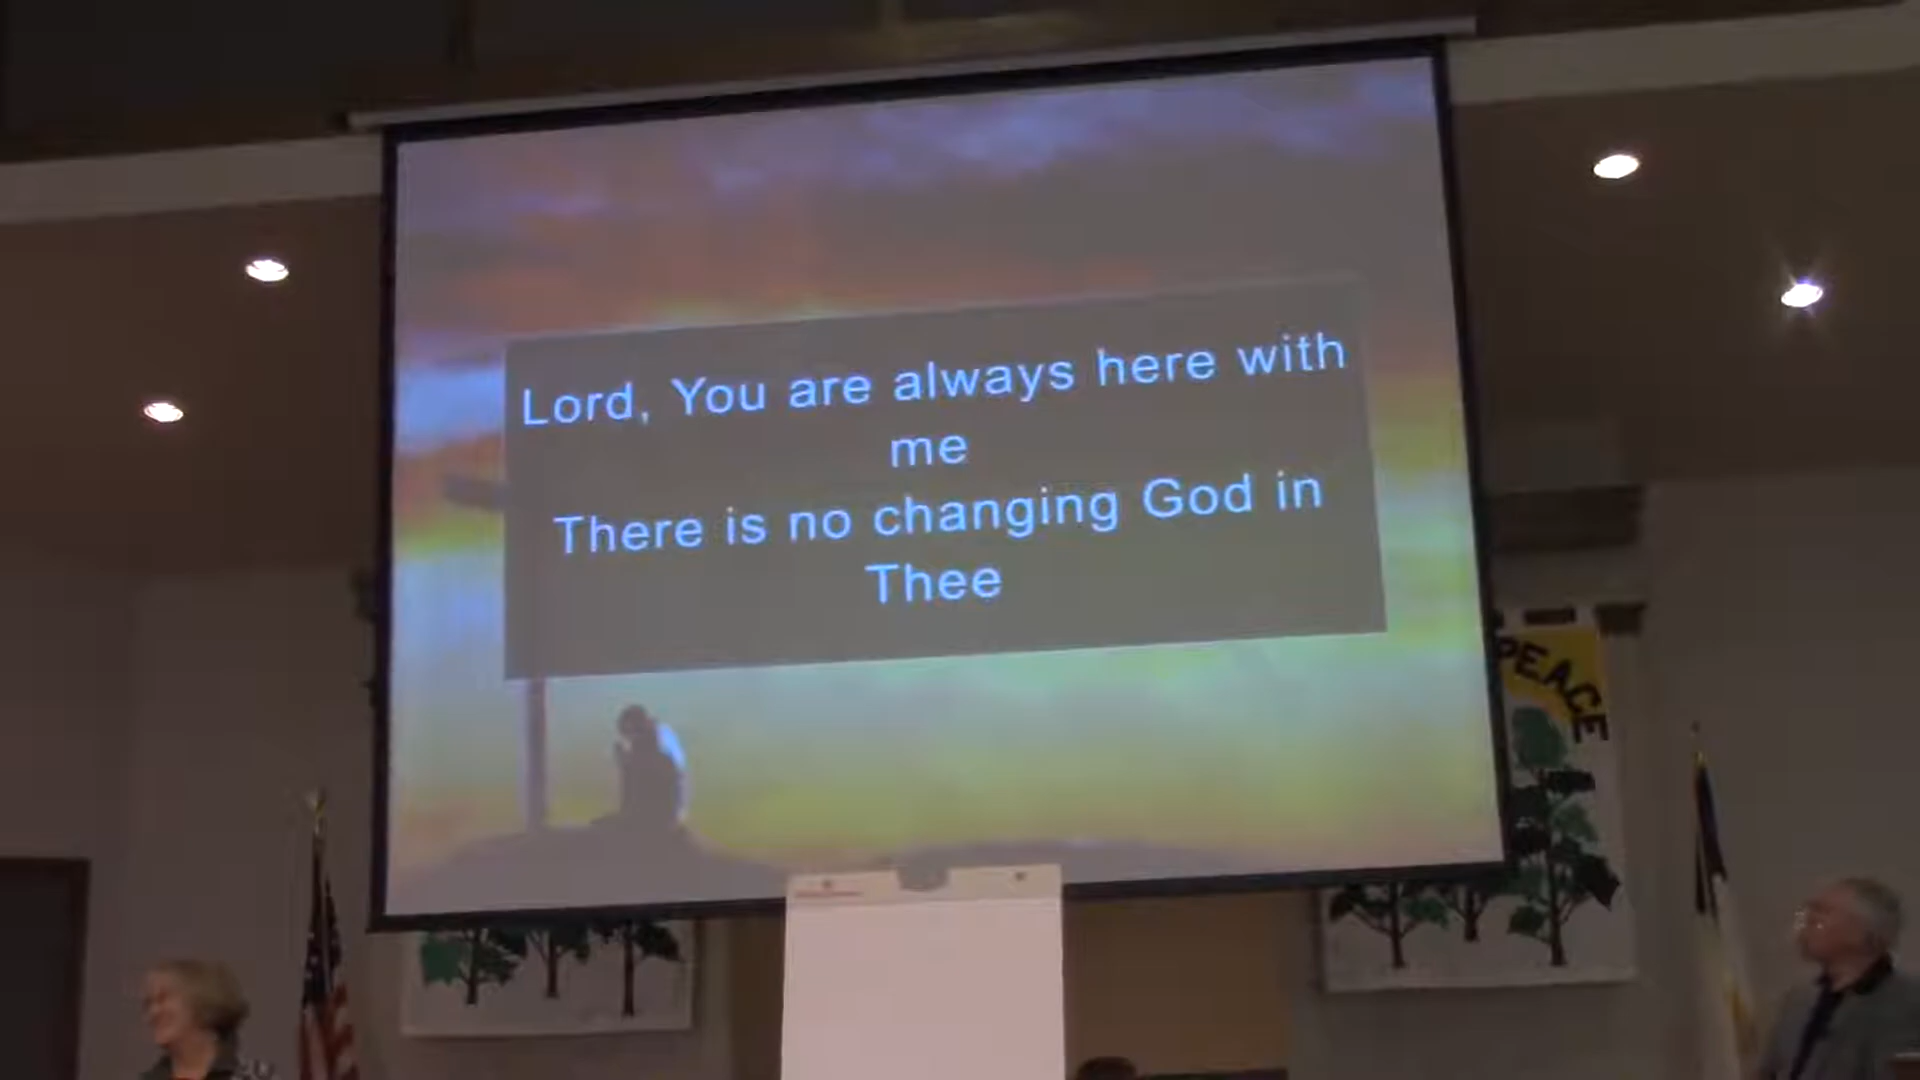 Lord, You are always here with
me
There is no changing God in
Thee
PEACE